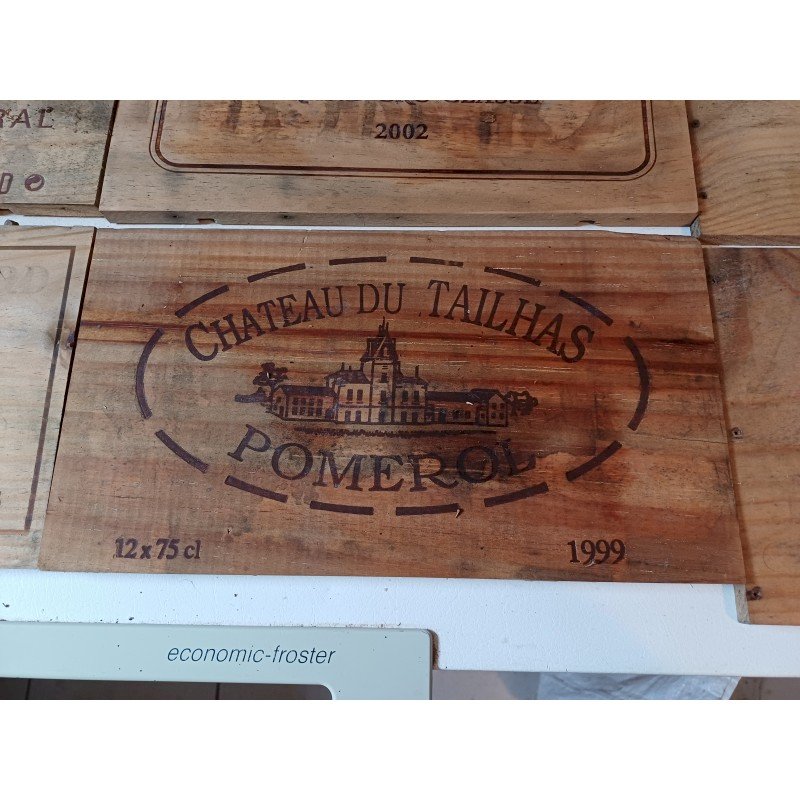 2002
CHATEAU DU TAILHAS
POMEROL
12 x 75 cl
1999
economic-froster